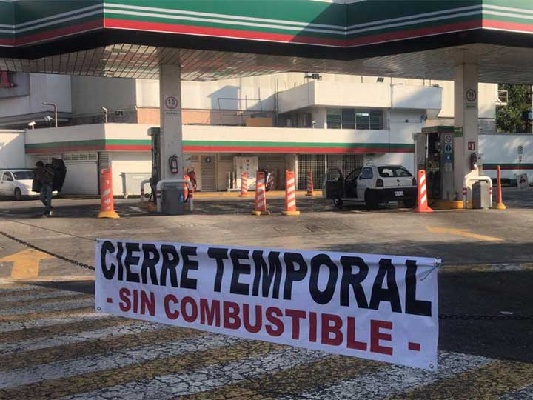 CIERRE TEMPORAL
- SIN COMBUSTIBLE -